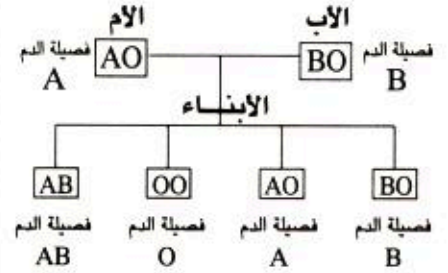 الأب الأم
فصيلة الدم BO AO فصيلة الدم
B A
الأبنـــاء
BO AO OO AB
فصيلة الدم فصيلة الدم فصيلة الدم فصيلة الدم
B A O AB